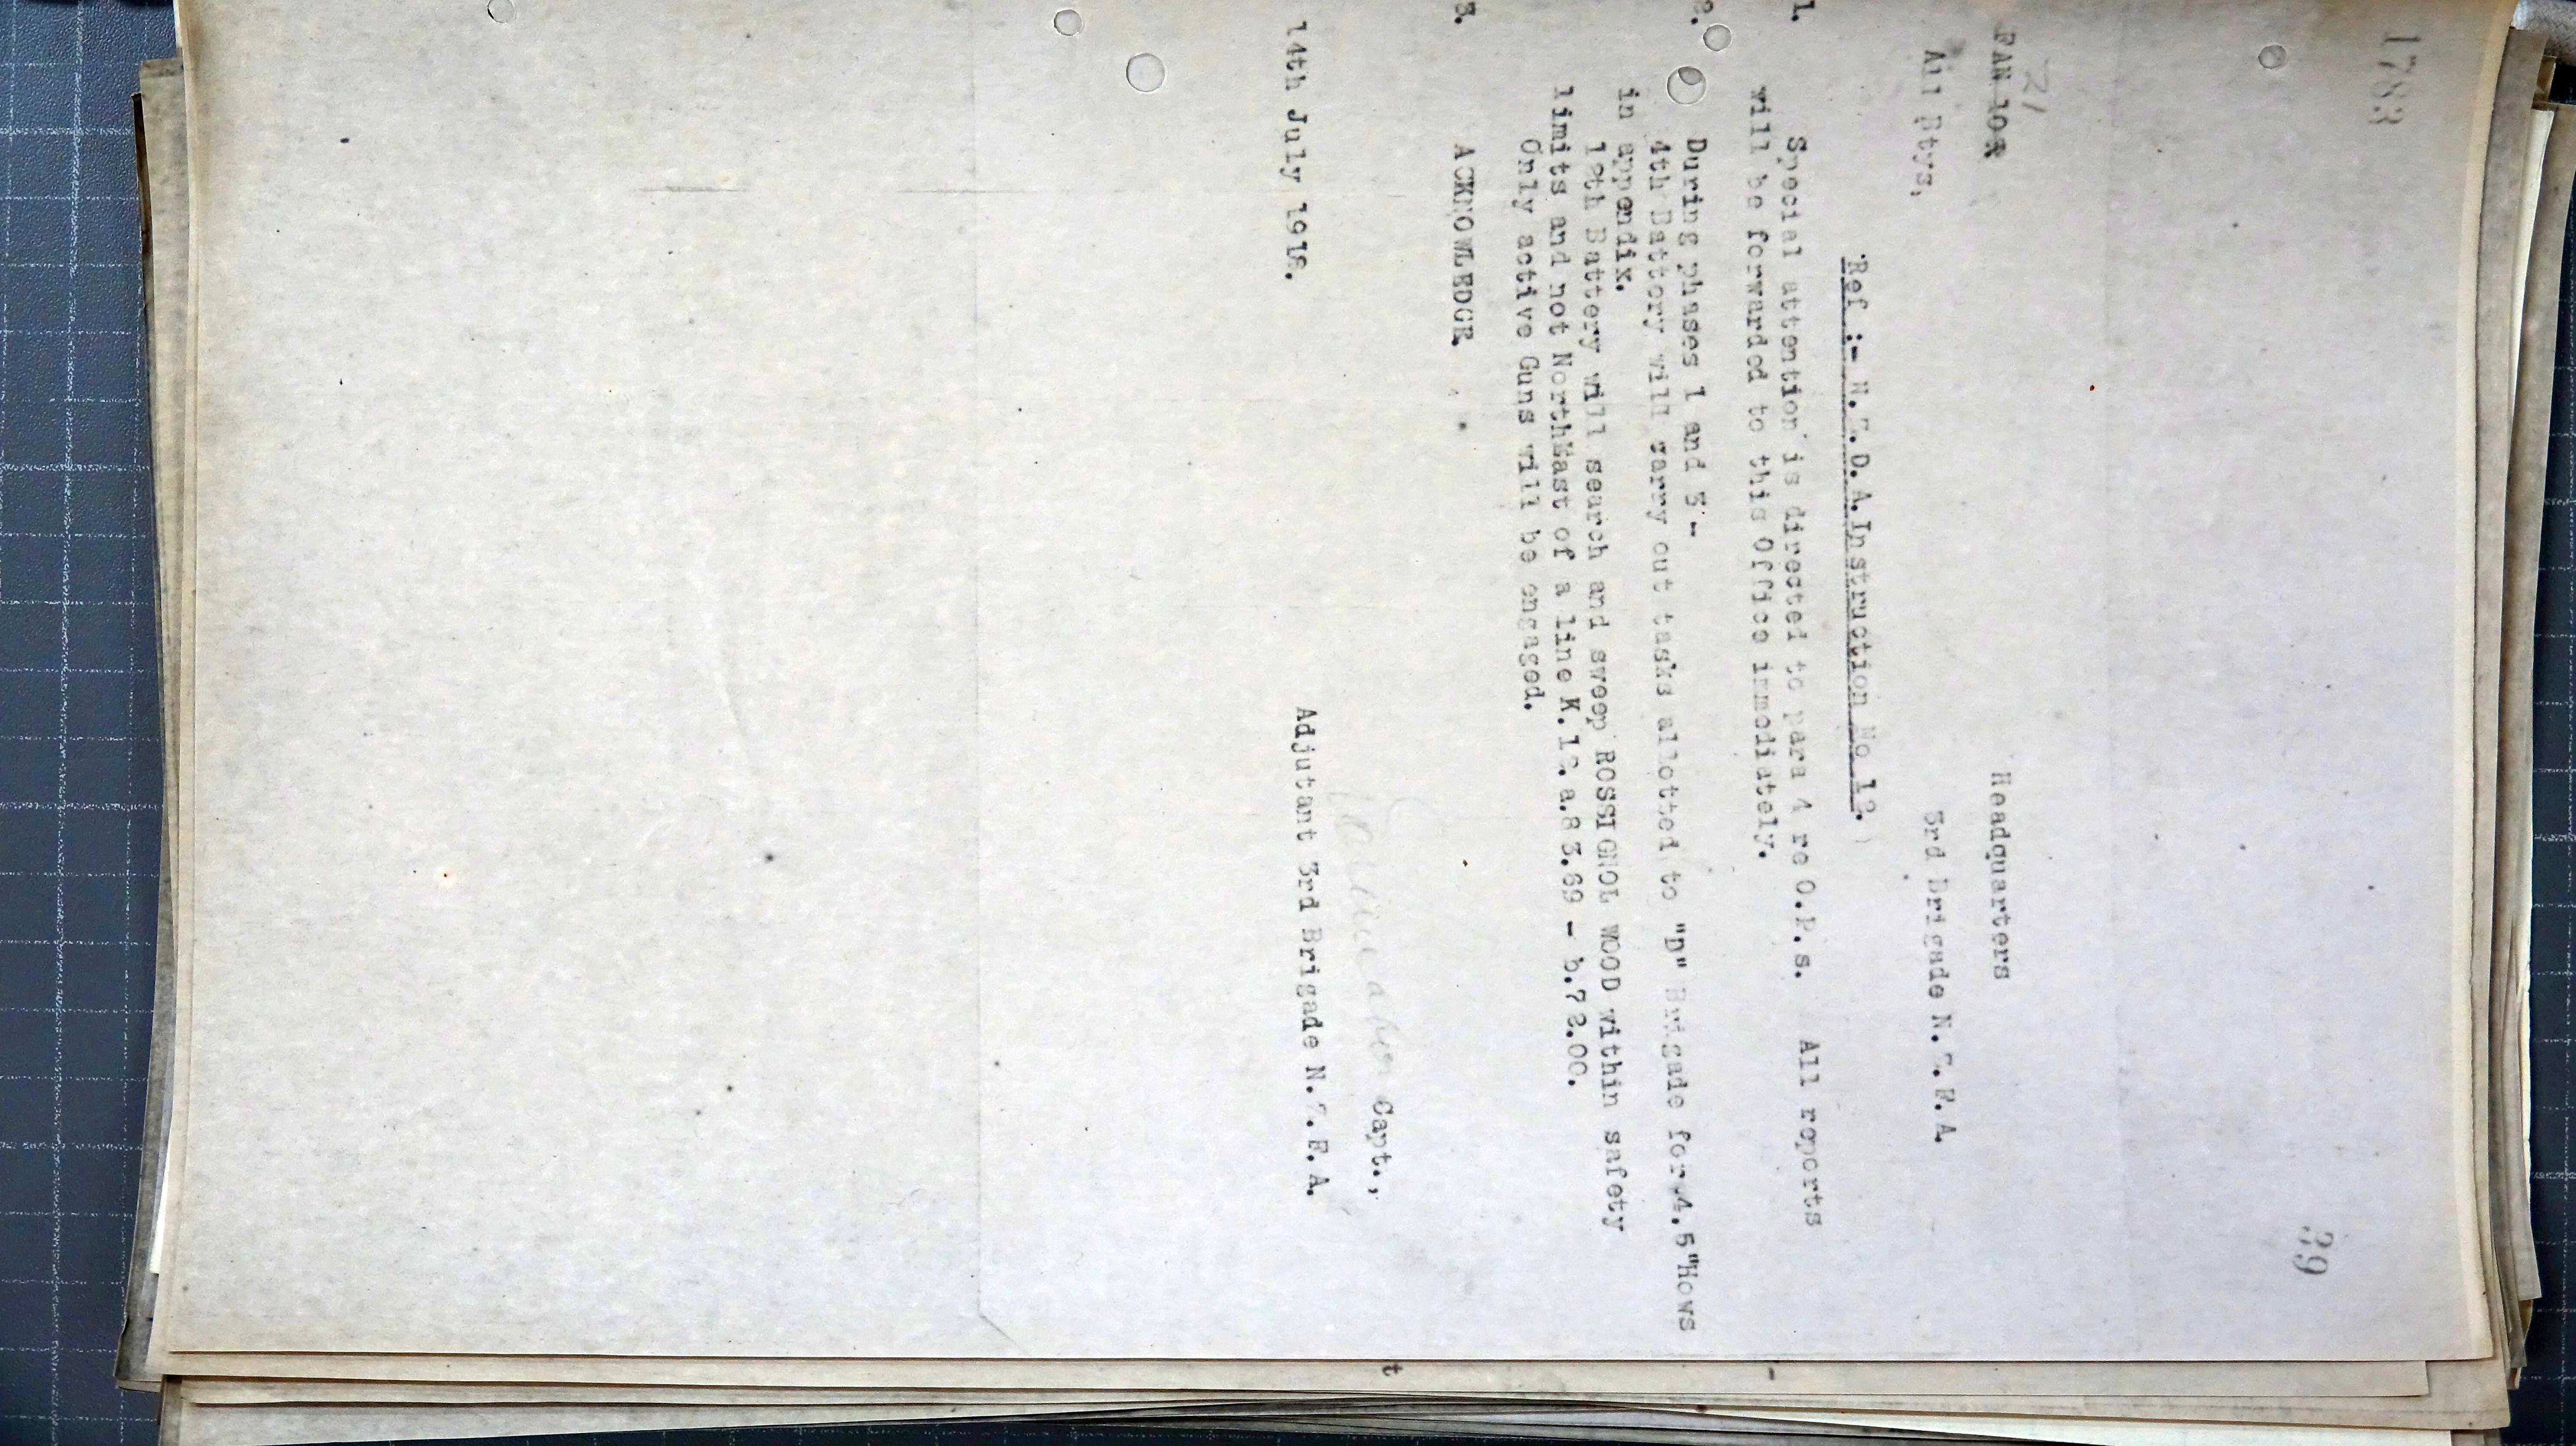 1783
39
21
FAN 101
Headquarters
All Btys,
3rd Brigade N.Z.F.A.
Ref :- N.Z.D.A.Instruction No 12.
1. Special attention is directed to para 4 re O.P.s. All reports
will be forwarded to this Office immediately.
2. During phases 1 and 3 -
4th Battery will carry out tasks allotted to "D" Brigade for 4.5"Hows
in appendix.
12th Battery will search and sweep ROSSIGNOL WOOD within safety
limits and not NorthEast of a line K.12.a.83.69 - b.72.00.
Only active Guns will be engaged.
3. ACKNOWLEDGE.
Capt.,
14th July 1918.
Adjutant 3rd Brigade N.Z.F.A.